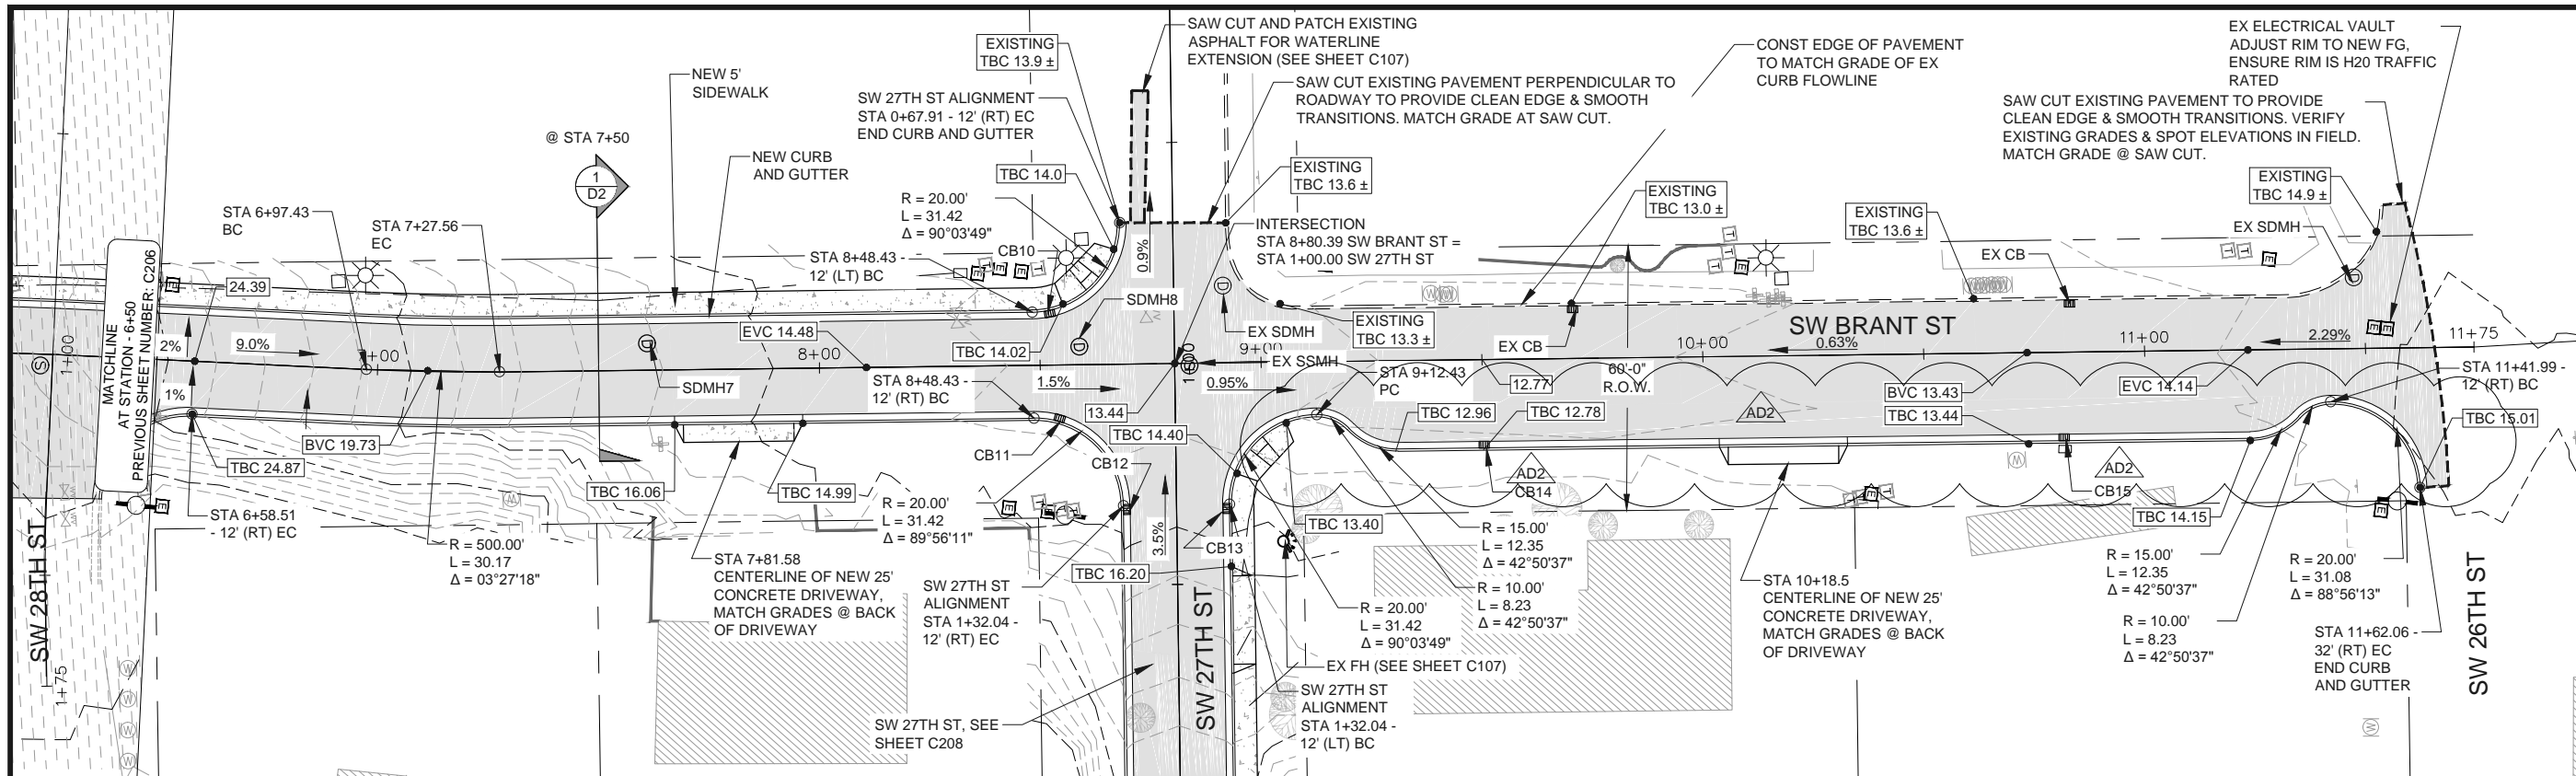 SAW CUT AND PATCH EXISTING
ASPHALT FOR WATERLINE
EXTENSION (SEE SHEET C107)
EX ELECTRICAL VAULT
ADJUST RIM TO NEW FG,
ENSURE RIM IS H20 TRAFFIC
RATED
EXISTING
TBC 13.9 ±
CONST EDGE OF PAVEMENT
TO MATCH GRADE OF EX
CURB FLOWLINE
NEW 5'
SIDEWALK
SAW CUT EXISTING PAVEMENT PERPENDICULAR TO
ROADWAY TO PROVIDE CLEAN EDGE & SMOOTH
TRANSITIONS. MATCH GRADE AT SAW CUT.
SW 27TH ST ALIGNMENT
STA 0+67.91 - 12' (RT) EC
END CURB AND GUTTER
SAW CUT EXISTING PAVEMENT TO PROVIDE
CLEAN EDGE & SMOOTH TRANSITIONS. VERIFY
EXISTING GRADES & SPOT ELEVATIONS IN FIELD.
MATCH GRADE @ SAW CUT.
@ STA 7+50
1
D2
NEW CURB
AND GUTTER
TBC 14.0
EXISTING
TBC 13.6 ±
EXISTING
TBC 13.0 ±
EXISTING
TBC 14.9 ±
R = 20.00'
L = 31.42
Δ = 90°03'49"
STA 6+97.43
BC
STA 7+27.56
EC
INTERSECTION
STA 8+80.39 SW BRANT ST =
STA 1+00.00 SW 27TH ST
EXISTING
TBC 13.6 ±
EX SDMH
CB10
STA 8+48.43 -
12' (LT) BC
0.9%
EX CB
MATCHLINE
AT STATION - 6+50
PREVIOUS SHEET NUMBER: C206
24.39
SDMH8
EVC 14.48
EX SDMH
EXISTING
TBC 13.3 ±
SW BRANT ST
2%
9.0%
7+00
8+00
TBC 14.02
9+00
EX SSMH
EX CB
10+00
0.63%
11+00
2.29%
11+75
1+00
1+00
SDMH7
STA 8+48.43 -
12' (RT) BC
1.5%
0.95%
STA 9+12.43
PC
12.77
60'-0"
R.O.W.
BVC 13.43
EVC 14.14
STA 11+41.99 -
12' (RT) BC
1%
13.44
TBC 12.96
TBC 12.78
AD2
TBC 13.44
TBC 15.01
BVC 19.73
TBC 14.40
TBC 24.87
CB11
CB12
AD2
CB14
AD2
CB15
TBC 16.06
TBC 14.99
STA 6+58.51
- 12' (RT) EC
R = 20.00'
L = 31.42
Δ = 89°56'11"
TBC 13.40
TBC 14.15
R = 500.00'
L = 30.17
Δ = 03°27'18"
3.5%
CB13
R = 15.00'
L = 12.35
Δ = 42°50'37"
STA 7+81.58
CENTERLINE OF NEW 25'
CONCRETE DRIVEWAY,
MATCH GRADES @ BACK
OF DRIVEWAY
TBC 16.20
SW 27TH ST
ALIGNMENT
STA 1+32.04 -
12' (RT) EC
R = 10.00'
L = 8.23
Δ = 42°50'37"
R = 20.00'
L = 31.42
Δ = 90°03'49"
STA 10+18.5
CENTERLINE OF NEW 25'
CONCRETE DRIVEWAY,
MATCH GRADES @ BACK
OF DRIVEWAY
R = 15.00'
L = 12.35
Δ = 42°50'37"
R = 20.00'
L = 31.08
Δ = 88°56'13"
R = 10.00'
L = 8.23
Δ = 42°50'37"
STA 11+62.06 -
32' (RT) EC
END CURB
AND GUTTER
SW 28TH ST
1+75
SW 27TH ST
SW 26TH ST
EX FH (SEE SHEET C107)
SW 27TH ST
ALIGNMENT
STA 1+32.04 -
12' (LT) BC
SW 27TH ST, SEE
SHEET C208